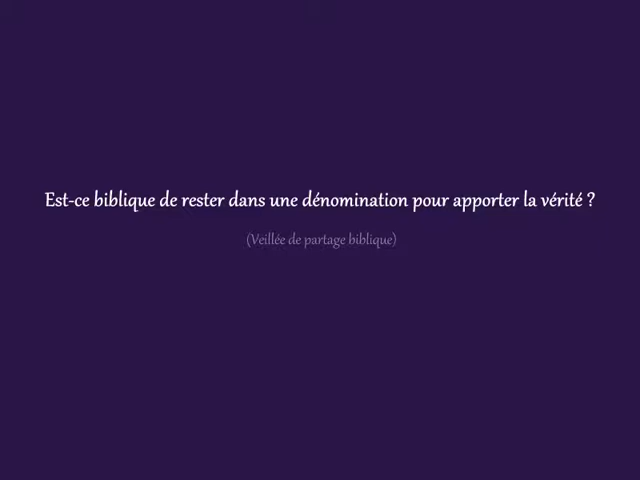 Est-ce biblique de rester dans une dénomination pour apporter la vérité ?
(Veillée de partage biblique)